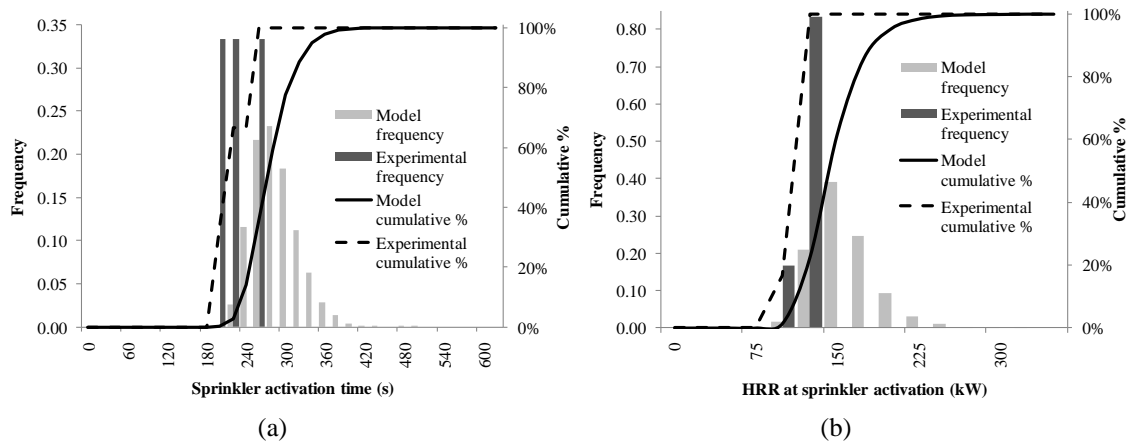 0.35
0.30
0.25
0.20
0.15
0.10
0.05
0.00
Frequency
100%
80%
60%
40%
20%
0%
Cumulative %
Model
frequency
Experimental
frequency
Model
cumulative %
Experimental
cumulative %
0
60
120
180
240
300
360
420
480
540
600
Sprinkler activation time (s)
(a)
0.80
0.70
0.60
0.50
0.40
0.30
0.20
0.10
0.00
Frequency
100%
80%
60%
40%
20%
0%
Cumulative %
Model
frequency
Experimental
frequency
Model
cumulative %
Experimental
cumulative %
0
75
150
225
300
HRR at sprinkler activation (kW)
(b)